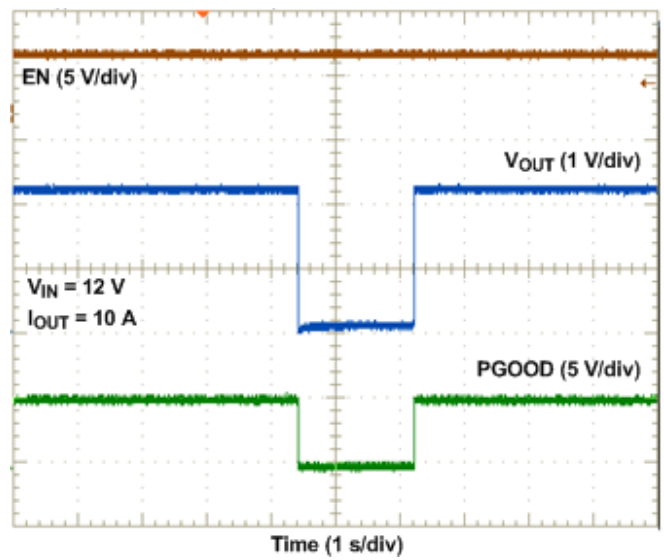 EN (5 V/div)
VOUT (1 V/div)
VIN = 12 V
IOUT = 10 A
PGOOD (5 V/div)
Time (1 s/div)